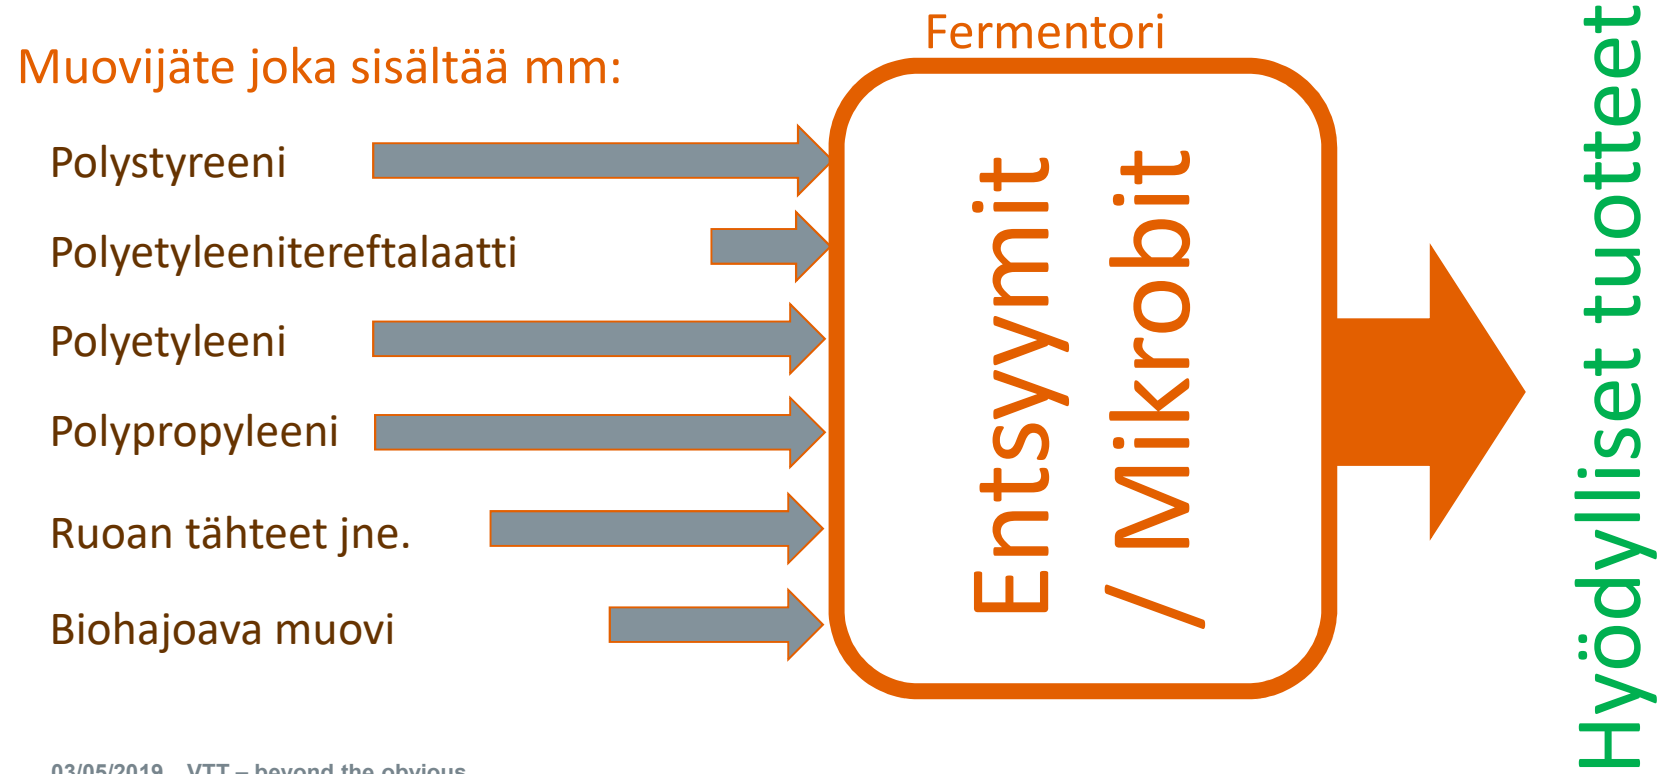 Fermentori
Muovijäte joka sisältää mm:
Polystyreeni
Polyetyleenitereftalaatti
Polyetyleeni
Polypropyleeni
Ruoan tähteet jne.
Biohajoava muovi
Entsyymit
/ Mikrobit
Hyödylliset tuotteet
03/05/2019 VTT – beyond the obvious